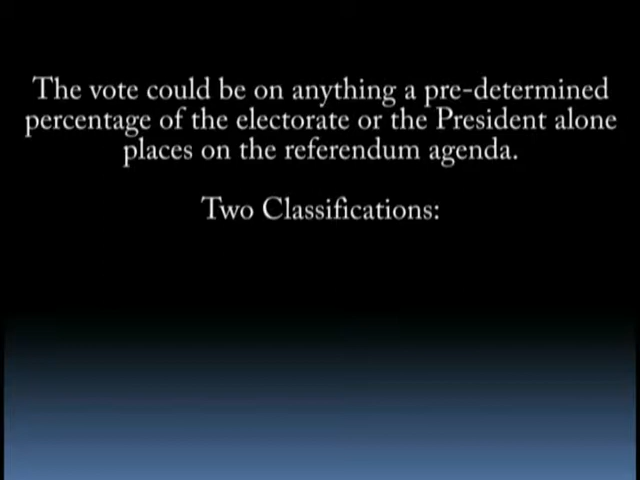 The vote could be on anything a pre-determined
percentage of the electorate or the President alone
places on the referendum agenda.
Two Classifications: